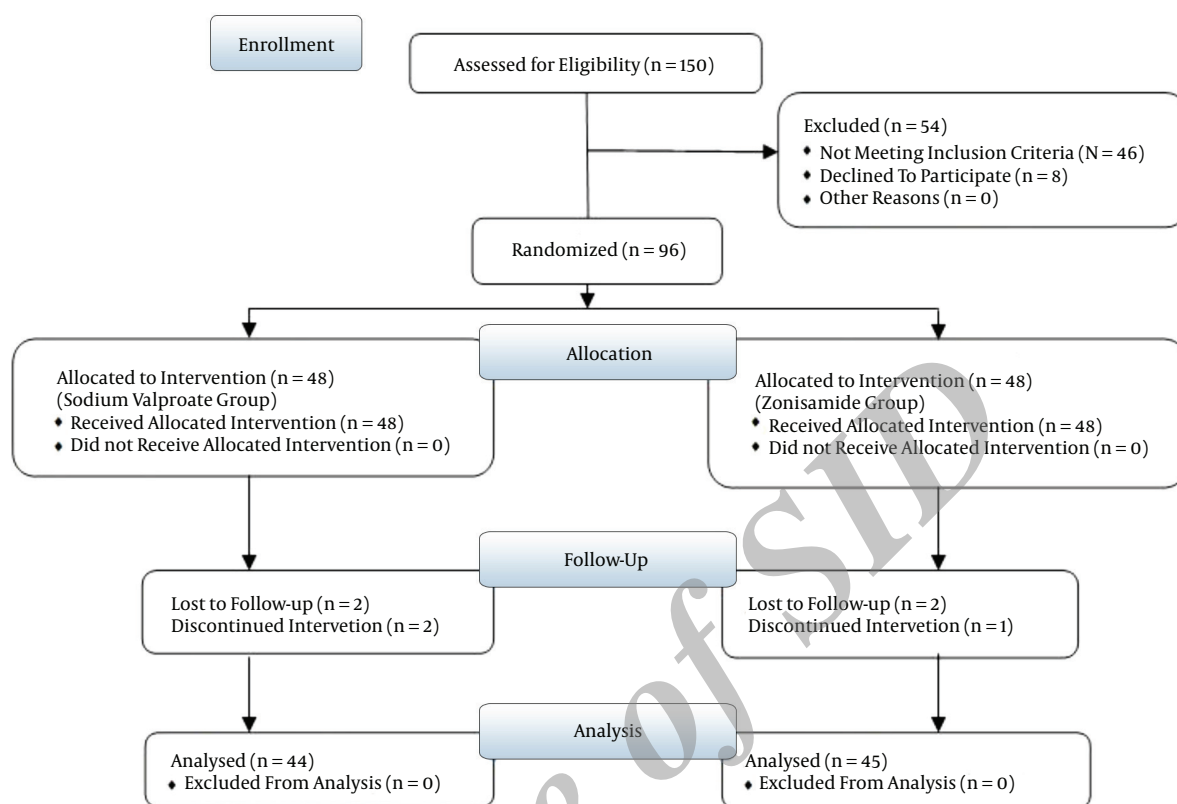 Enrollment
Assessed for Eligibility (n = 150)
Excluded (n = 54)
♦ Not Meeting Inclusion Criteria (N = 46)
♦ Declined To Participate (n = 8)
♦ Other Reasons (n = 0)
Randomized (n = 96)
Allocation
Allocated to Intervention (n = 48)
(Sodium Valproate Group)
♦ Received Allocated Intervention (n = 48)
♦ Did not Receive Allocated Intervention (n = 0)
Allocated to Intervention (n = 48)
(Zonisamide Group)
♦ Received Allocated Intervention (n = 48)
♦ Did not Receive Allocated Intervention (n = 0)
Follow-Up
Lost to Follow-up (n = 2)
Discontinued Intervetion (n = 2)
Lost to Follow-up (n = 2)
Discontinued Intervetion (n = 1)
Analysis
Analysed (n = 44)
♦ Excluded From Analysis (n = 0)
Analysed (n = 45)
♦ Excluded From Analysis (n = 0)
of SID